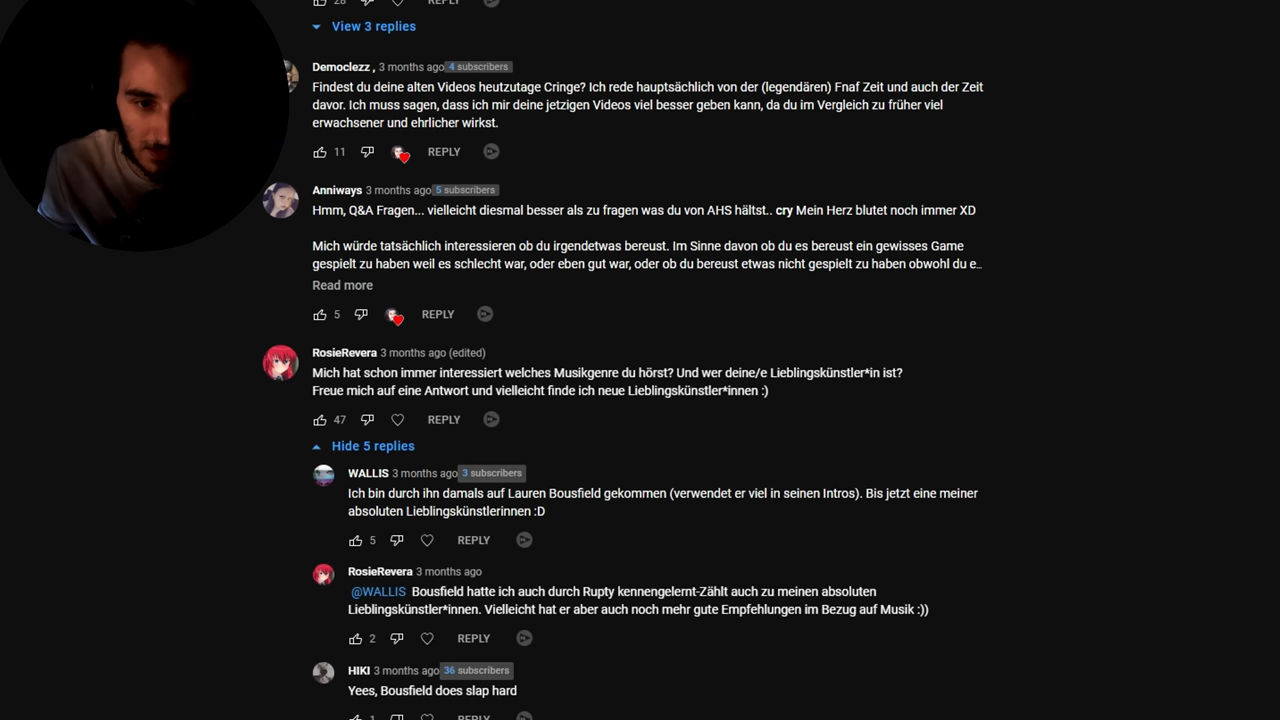 28 REPLY
View 3 replies
Democlezz , 3 months ago 4 subscribers
Findest du deine alten Videos heutzutage Cringe? Ich rede hauptsächlich von der (legendären) Fnaf Zeit und auch der Zeit
davor. Ich muss sagen, dass ich mir deine jetzigen Videos viel besser geben kann, da du im Vergleich zu früher viel
erwachsener und ehrlicher wirkst.
11 REPLY
Anniways 3 months ago 5 subscribers
Hmm, Q&A Fragen... vielleicht diesmal besser als zu fragen was du von AHS hältst.. cry Mein Herz blutet noch immer XD
Mich würde tatsächlich interessieren ob du irgendetwas bereust. Im Sinne davon ob du es bereust ein gewisses Game
gespielt zu haben weil es schlecht war, oder eben gut war, oder ob du bereust etwas nicht gespielt zu haben obwohl du e...
Read more
5 REPLY
RosieRevera 3 months ago (edited)
Mich hat schon immer interessiert welches Musikgenre du hörst? Und wer deine/e Lieblingskünstler*in ist?
Freue mich auf eine Antwort und vielleicht finde ich neue Lieblingskünstler*innen :)
47 REPLY
Hide 5 replies
WALLIS 3 months ago 3 subscribers
Ich bin durch ihn damals auf Lauren Bousfield gekommen (verwendet er viel in seinen Intros). Bis jetzt eine meiner
absoluten Lieblingskünstlerinnen :D
5 REPLY
RosieRevera 3 months ago
@WALLIS Bousfield hatte ich auch durch Rupty kennengelernt-Zählt auch zu meinen absoluten
Lieblingskünstler*innen. Vielleicht hat er aber auch noch mehr gute Empfehlungen im Bezug auf Musik :))
2 REPLY
HIKI 3 months ago 36 subscribers
Yees, Bousfield does slap hard
1 REPLY